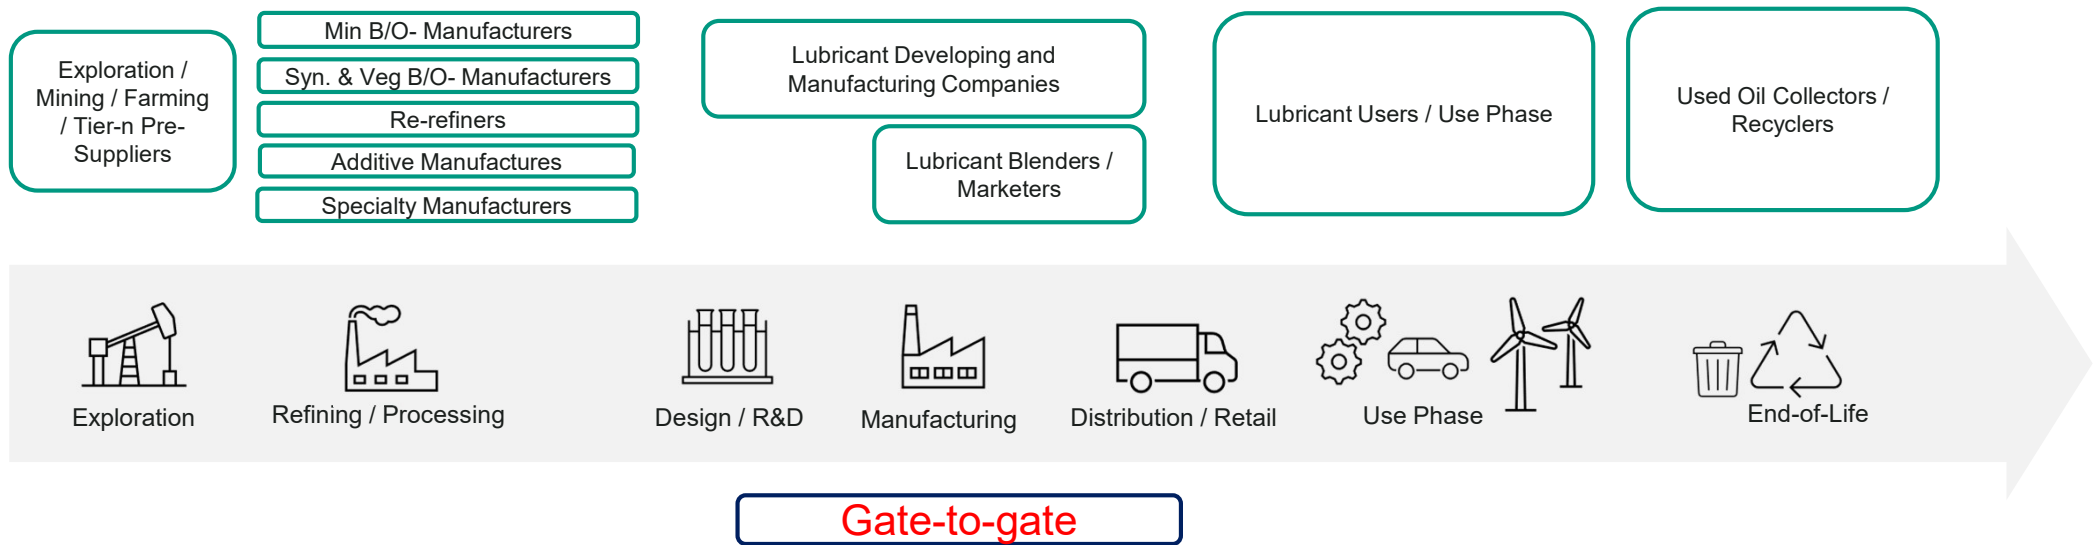 Exploration /
Mining / Farming
/ Tier-n Pre-
Suppliers
Min B/O- Manufacturers
Syn. & Veg B/O- Manufacturers
Re-refiners
Additive Manufactures
Specialty Manufacturers
Lubricant Developing and
Manufacturing Companies
Lubricant Blenders /
Marketers
Lubricant Users / Use Phase
Used Oil Collectors /
Recyclers
Exploration
Refining / Processing
Design / R&D
Manufacturing
Distribution / Retail
Use Phase
End-of-Life
Gate-to-gate